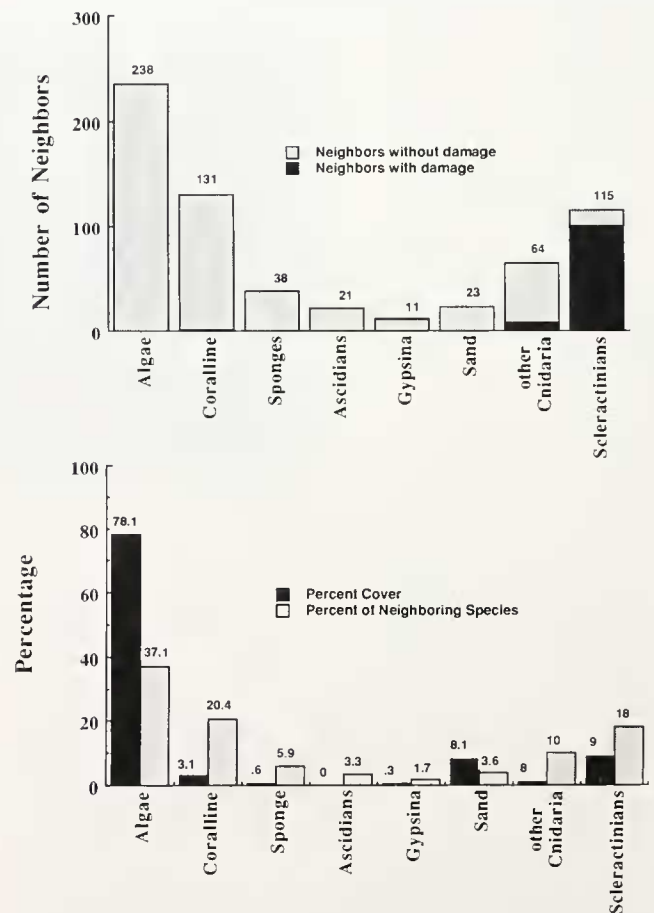 300
200
100
0
Number of Neighbors
238
131
38
21
11
23
64
115
Neighbors without damage
Neighbors with damage
Algae
Coralline
Sponges
Ascidians
Gypsina
Sand
other
Cnidaria
Scleractinians
100
80
60
40
20
0
Percentage
78.1
37.1
3.1
20.4
.6
5.9
0
3.3
.3
1.7
8.1
3.6
8
10
9
18
Percent Cover
Percent of Neighboring Species
Algae
Coralline
Sponge
Ascidians
Gypsina
Sand
other
Cnidaria
Scleractinians